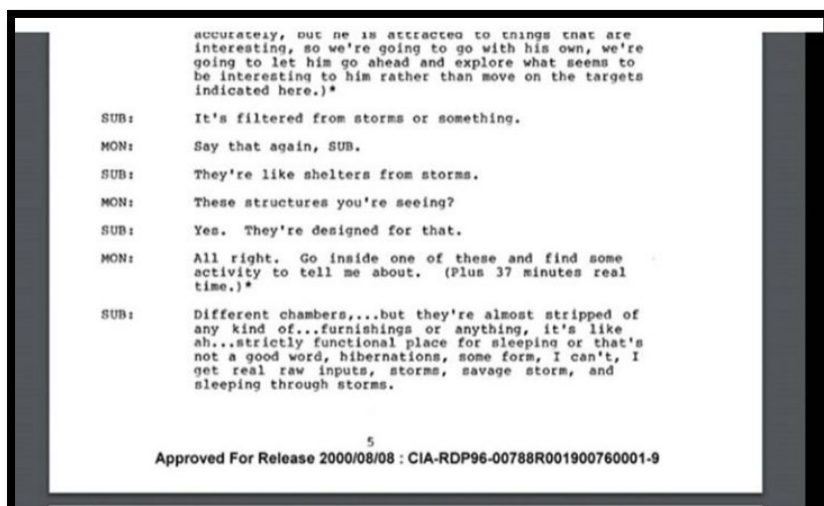 accurately, but he is attracted to things that are
interesting, so we're going to go with his own, we're
going to let him go ahead and explore what seems to
be interesting to him rather than move on the targets
indicated here.)*
SUB: It's filtered from storms or something.
MON: Say that again, SUB.
SUB: They're like shelters from storms.
MON: These structures you're seeing?
SUB: Yes. They're designed for that.
MON: All right. Go inside one of these and find some
activity to tell me about. (Plus 37 minutes real
time.)*
SUB: Different chambers,...but they're almost stripped of
any kind of...furnishings or anything, it's like
ah...strictly functional place for sleeping or that's
not a good word, hibernations, some form, I can't, I
get real raw inputs, storms, savage storm, and
sleeping through storms.
5
Approved For Release 2000/08/08 : CIA-RDP96-00788R001900760001-9